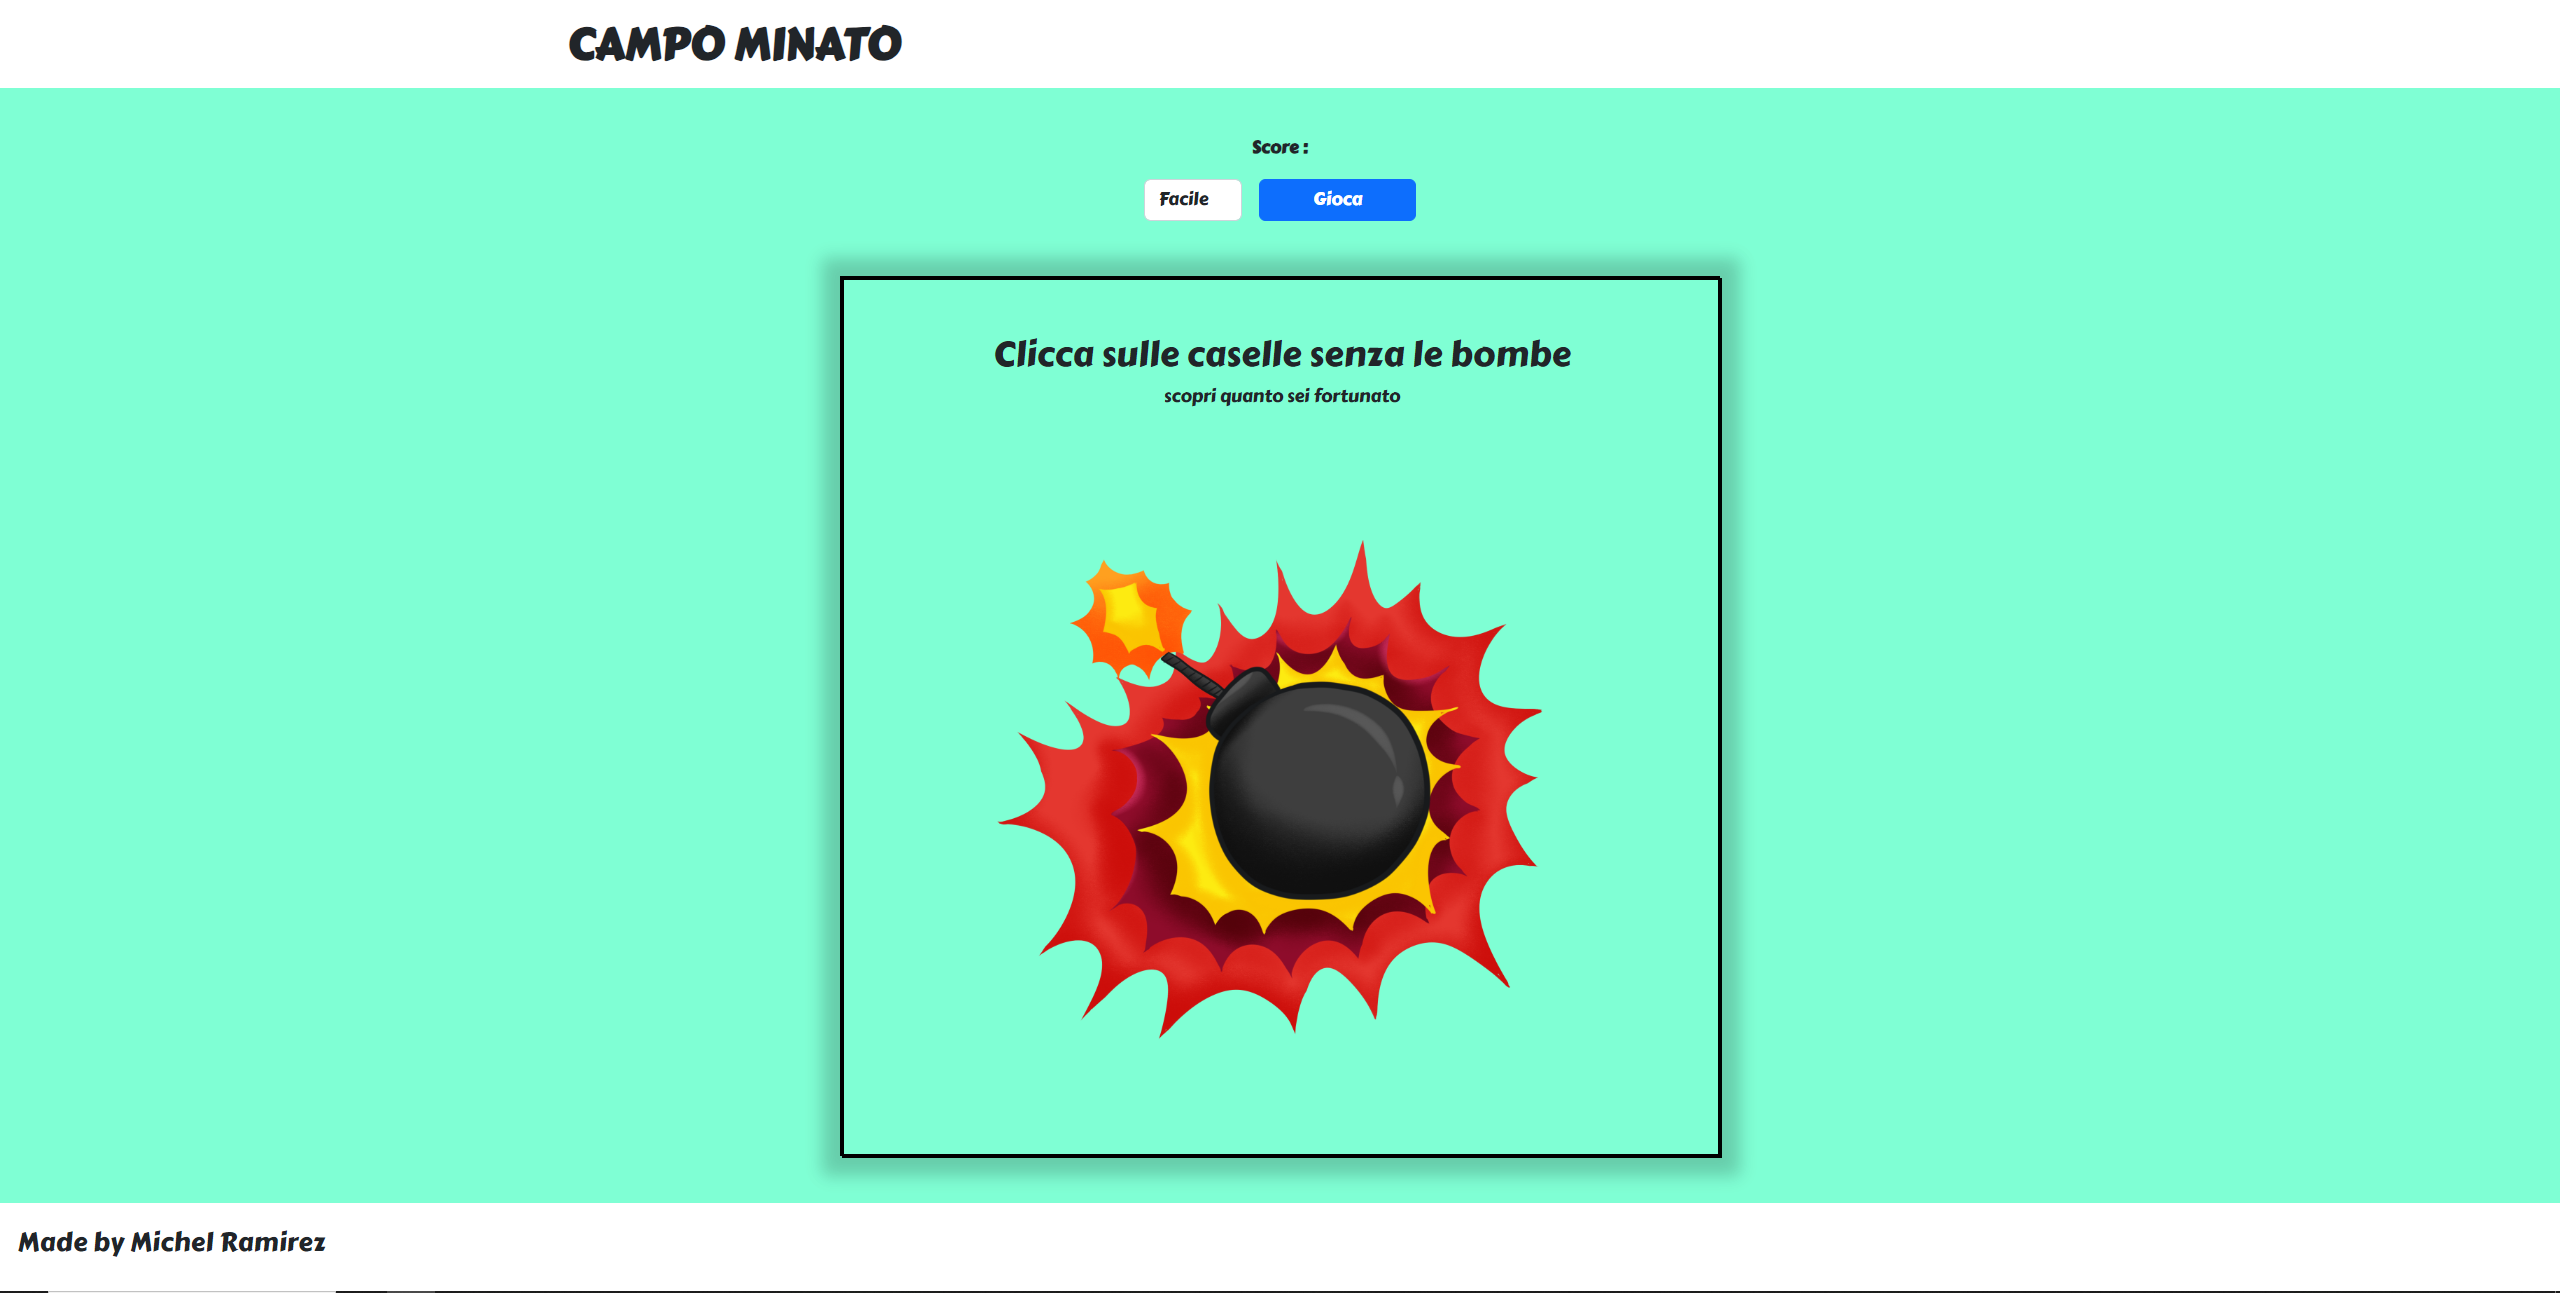 CAMPO MINATO
Score :
Facile
Gioca
Clicca sulle caselle senza le bombe
scopri quanto sei fortunato
Made by Michel Ramirez